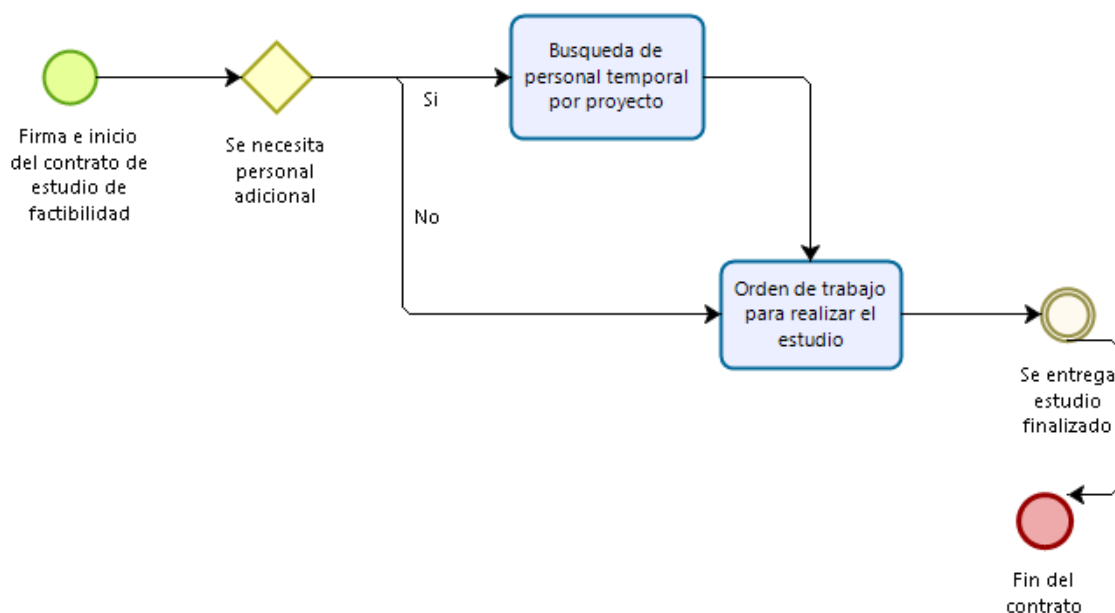 Busqueda de
personal temporal
por proyecto
Si
Firma e inicio
del contrato de
estudio de
factibilidad
Se necesita
personal
adicional
No
Orden de trabajo
para realizar el
estudio
Se entrega
estudio
finalizado
Fin del
contrato